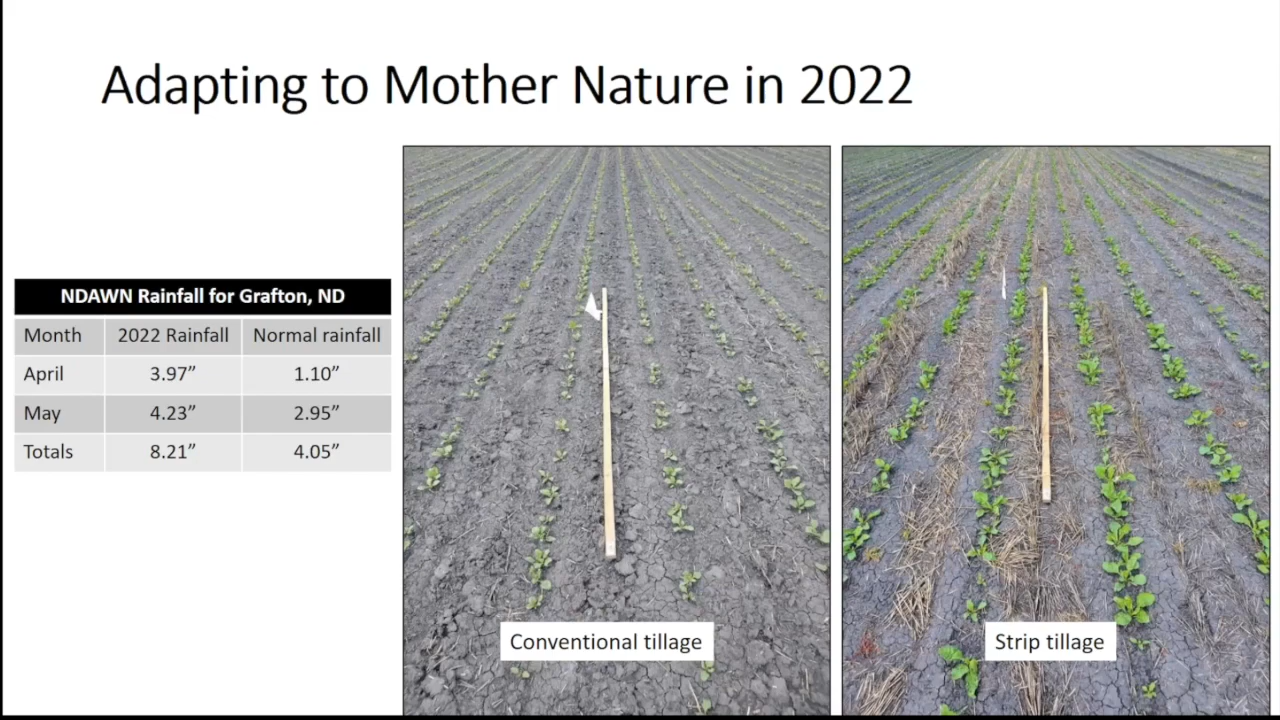 Adapting to Mother Nature in 2022
NDAWN Rainfall for Grafton, ND
Month 2022 Rainfall Normal rainfall
April 3.97” 1.10”
May 4.23” 2.95”
Totals 8.21” 4.05”
Conventional tillage
Strip tillage